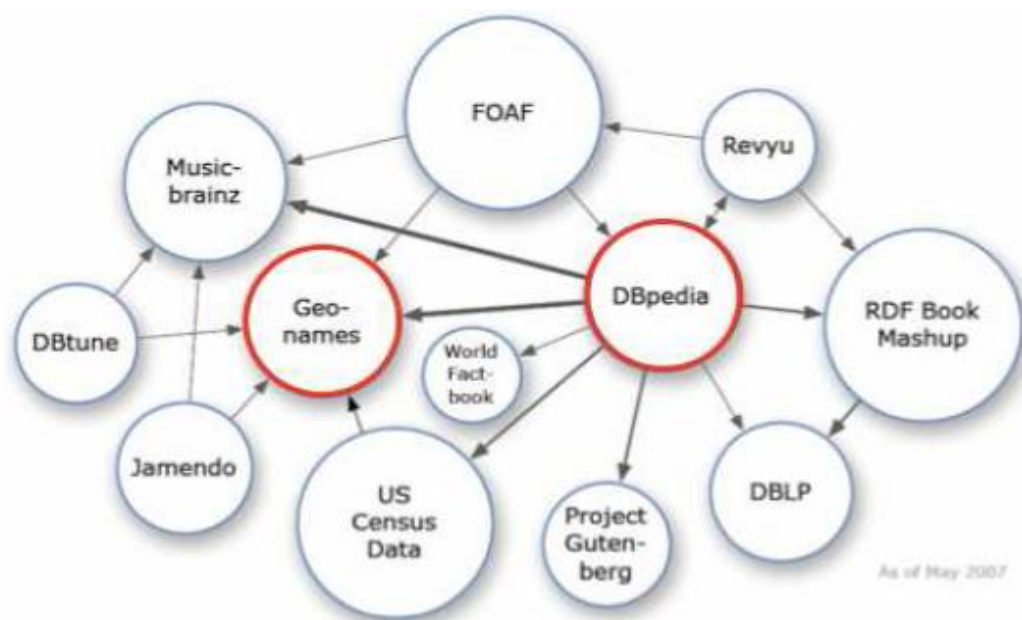 FOAF
Revyu
Music-
brainz
DBpedia
Geo-
names
RDF Book
Mashup
DBtune
World
Fact-
book
Jamendo
US
Census
Data
Project
Guten-
berg
DBLP
As of May 2007